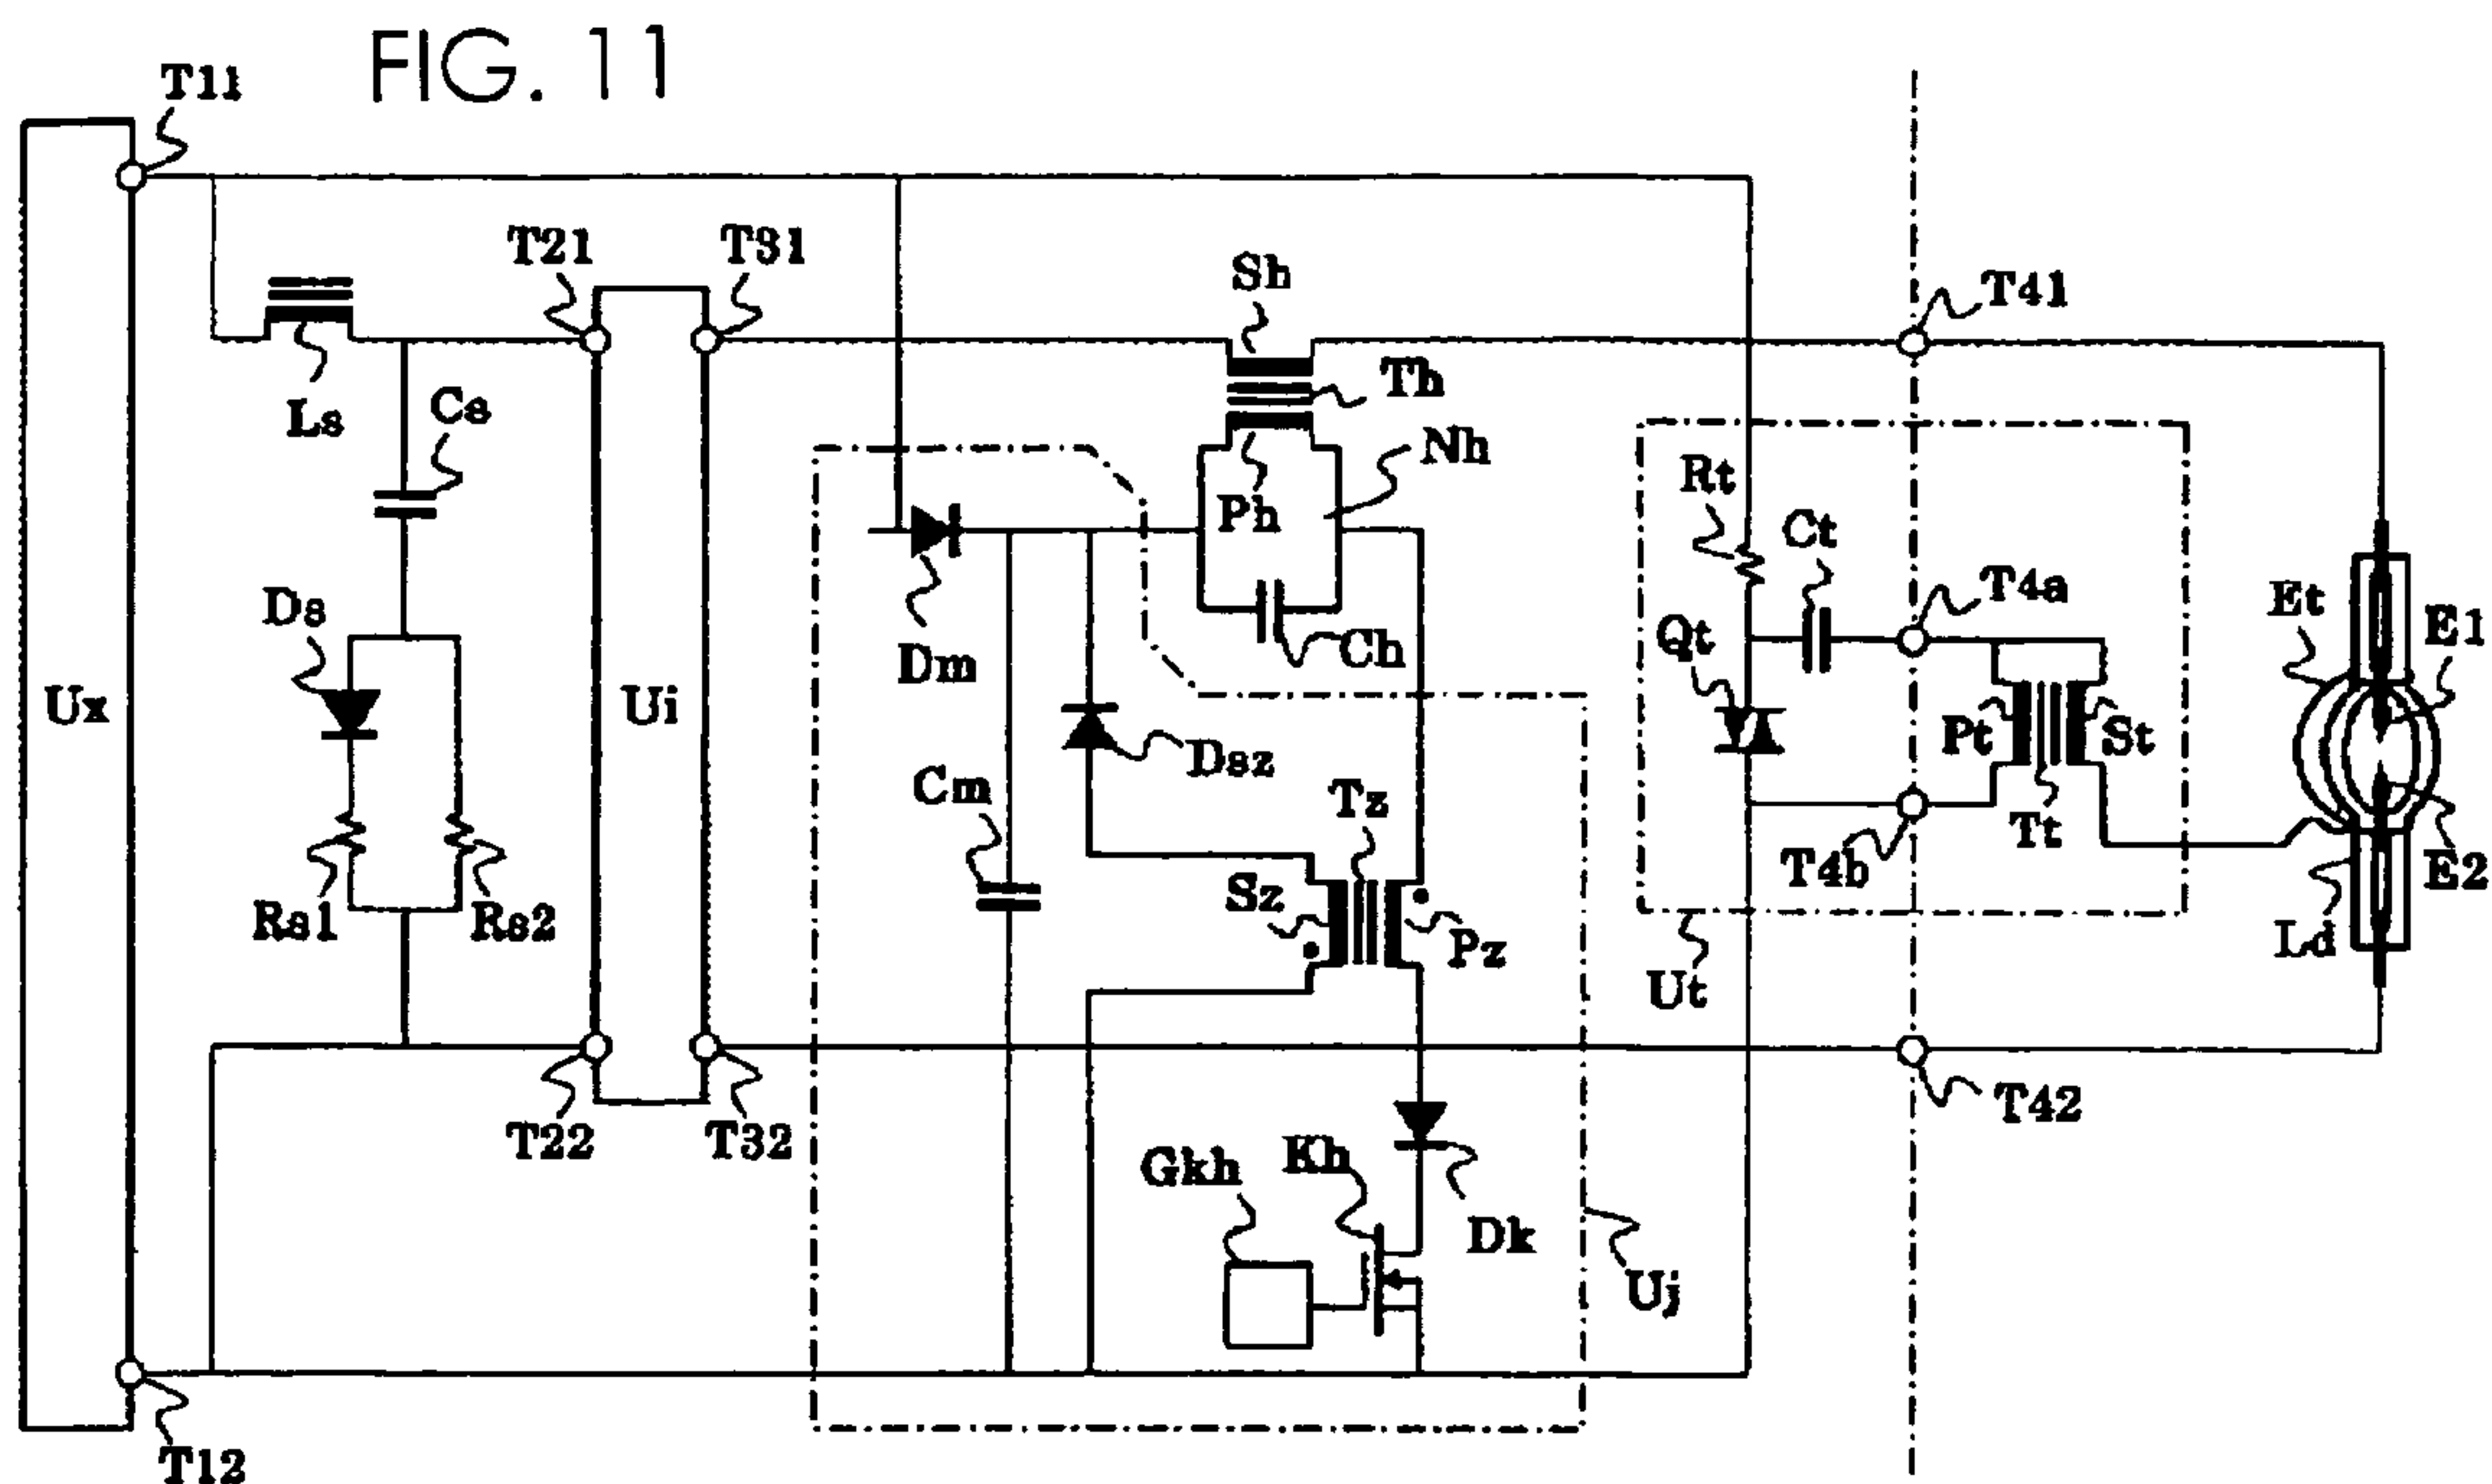 FIG. 11
T11
T21
T31
Sh
T41
Th
Ls
Cs
Nh
Rt
Ph
Ct
T4a
Ds
Et
E1
Qt
Dm
Ch
Ux
Ui
Pt
St
Dsz
Cm
Tz
Tt
T4b
Sz
E2
Rs1
Rs2
Pz
Ld
Ut
T22
T32
T42
Gkh
Kh
Dk
Uj
T12